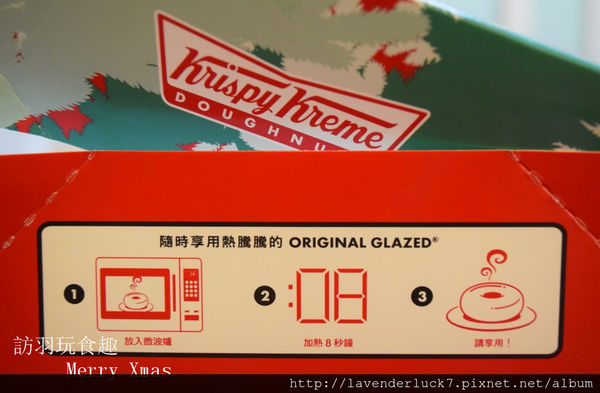 Krispy Kreme
DOUGHNU
隨時享用熱騰騰的 ORIGINAL GLAZED®
1
2
:08
3
放入微波爐
加熱8秒鐘
請享用！
訪羽玩食趣
Merry Xmas
http://lavenderluck7.pixnet.net/album